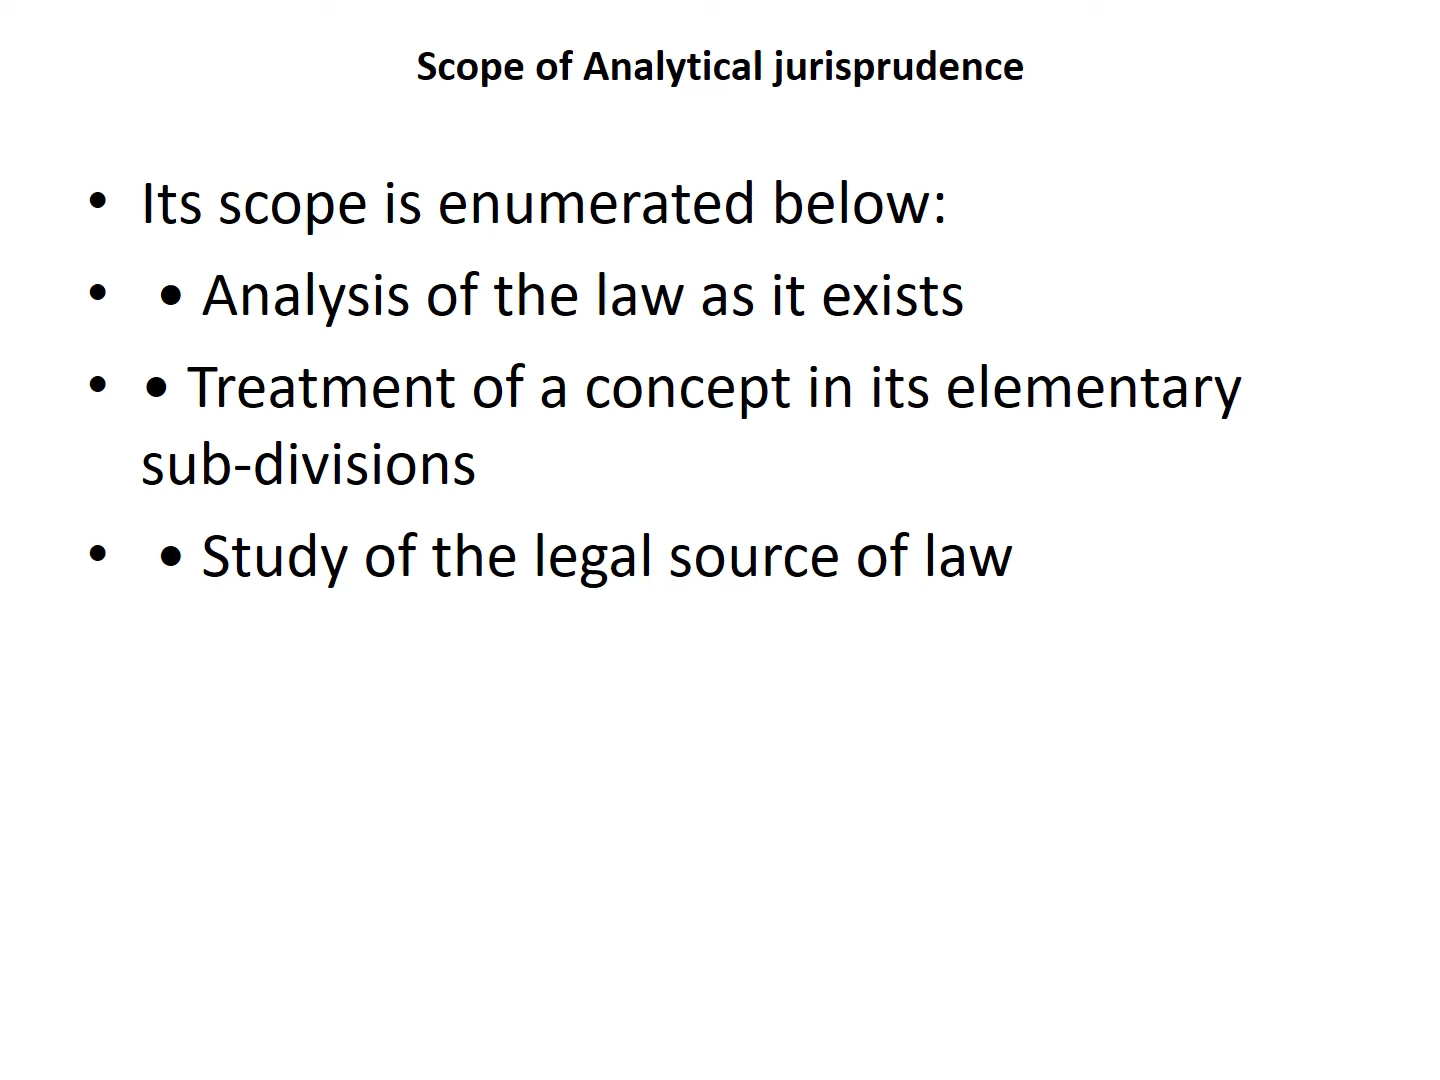 Scope of Analytical jurisprudence
• Its scope is enumerated below:
• • Analysis of the law as it exists
• • Treatment of a concept in its elementary
sub-divisions
• • Study of the legal source of law